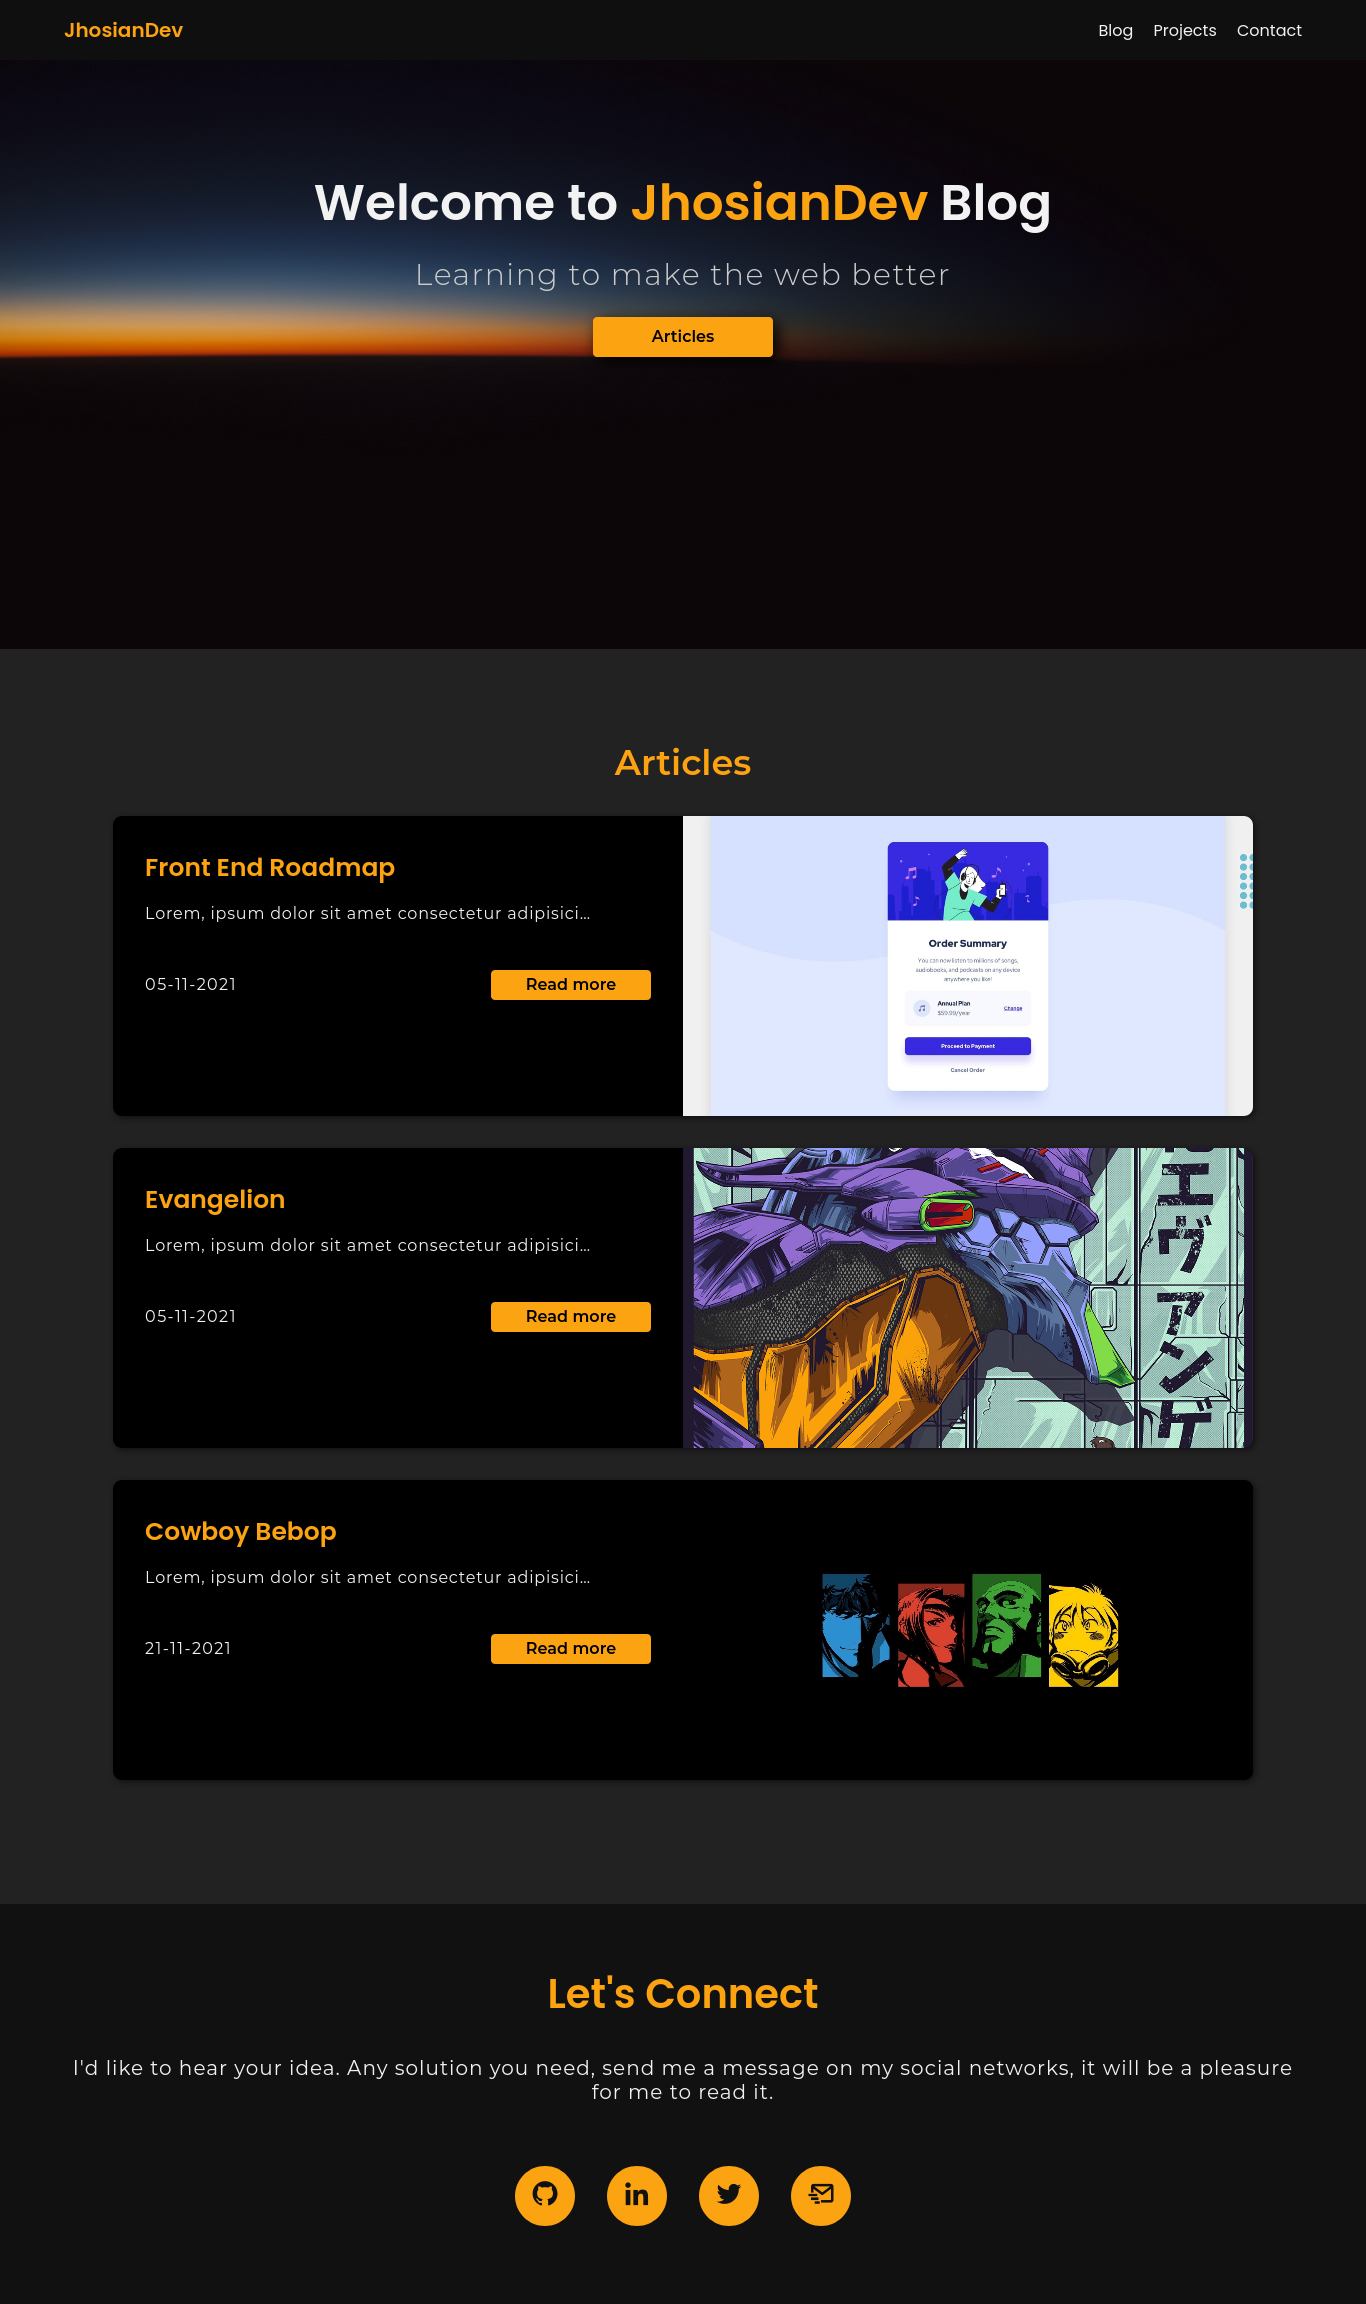 JhosianDev
Blog Projects Contact
Welcome to JhosianDev Blog
Learning to make the web better
Articles
Articles
Front End Roadmap
Lorem, ipsum dolor sit amet consectetur adipisici...
05-11-2021
Read more
Order Summary
You can now listen to millions of songs,
audiobooks, and podcasts on any device
anywhere you like!
Annual Plan
$59.99/year
Change
Proceed to Payment
Cancel Order
Evangelion
Lorem, ipsum dolor sit amet consectetur adipisici...
05-11-2021
Read more
エヴァンゲ
Cowboy Bebop
Lorem, ipsum dolor sit amet consectetur adipisici...
21-11-2021
Read more
Let's Connect
I'd like to hear your idea. Any solution you need, send me a message on my social networks, it will be a pleasure
for me to read it.